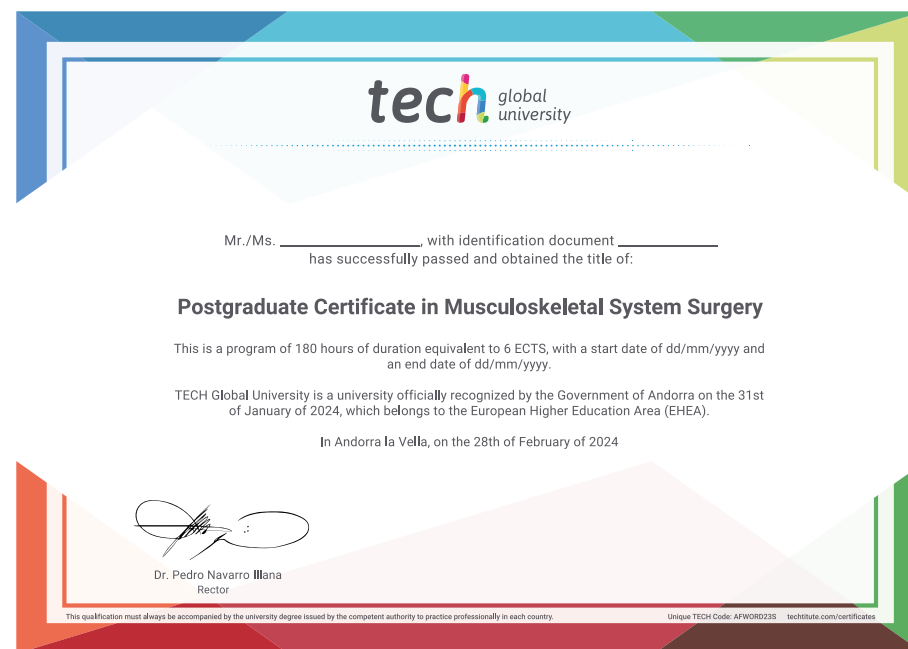 tech global university
Mr./Ms. ____________________, with identification document ______________
has successfully passed and obtained the title of:
Postgraduate Certificate in Musculoskeletal System Surgery
This is a program of 180 hours of duration equivalent to 6 ECTS, with a start date of dd/mm/yyyy and
an end date of dd/mm/yyyy.
TECH Global University is a university officially recognized by the Government of Andorra on the 31st
of January of 2024, which belongs to the European Higher Education Area (EHEA).
In Andorra la Vella, on the 28th of February of 2024
Dr. Pedro Navarro Illana
Rector
This qualification must always be accompanied by the university degree issued by the competent authority to practice professionally in each country. Unique TECH Code: AFWORD23S techtitute.com/certificates